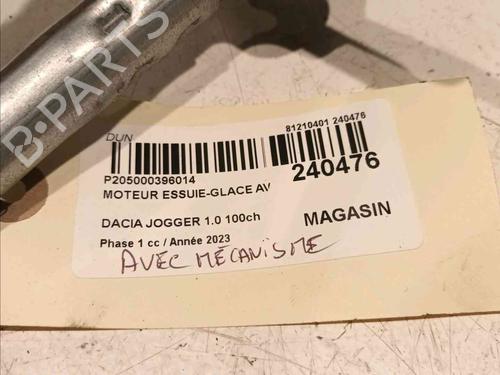 B-PARTS
DUN
81210401 240476
P205000396014
240476
MOTEUR ESSUIE-GLACE AV
DACIA JOGGER 1.0 100ch
MAGASIN
Phase 1 cc / Année 2023
AVEC MÉCANISME